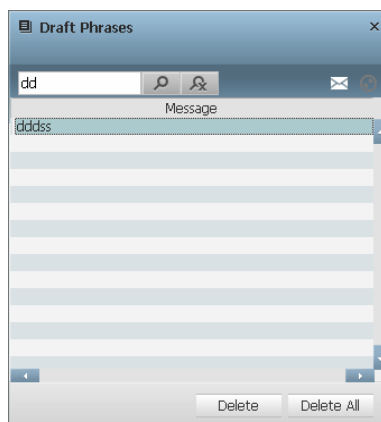 Draft Phrases
dd
Message
dddss
Delete
Delete All